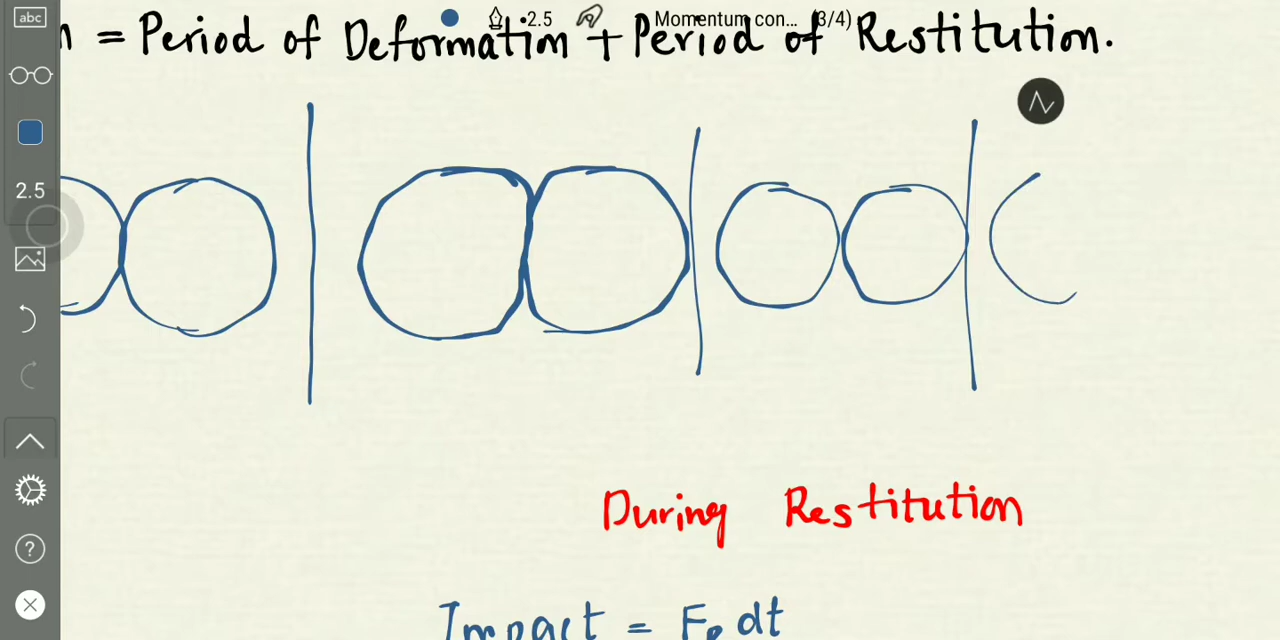 abc
2.5
Momentum con... (3/4)
n = Period of Deformation + Period of Restitution.
2.5
During Restitution
Impact = F_R dt
?